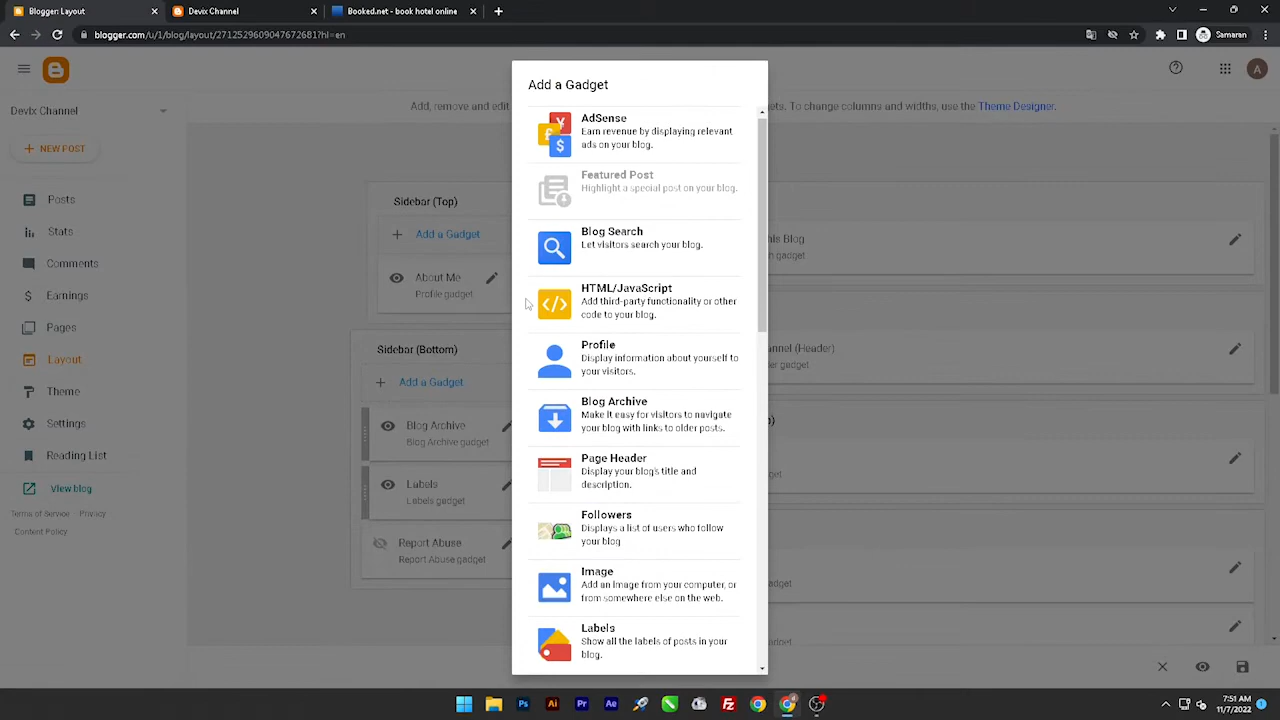 Blogger Layout
Devix Channel
Booked.net - book hotel online
blogger.com/u/1/blog/layout/2712529609047672681?hl=en
Samaran
Devix Channel
NEW POST
Posts
Stats
Comments
Earnings
Pages
Layout
Theme
Settings
Reading List
View blog
Terms of Service
Privacy
Content Policy
Add, remove and edit
gets. To change columns and widths, use the Theme Designer.
Sidebar (Top)
Add a Gadget
About Me
Profile gadget
Sidebar (Bottom)
Add a Gadget
Blog Archive
Blog Archive gadget
Labels
Labels gadget
Report Abuse
Report Abuse gadget
Add a Gadget
AdSense
Earn revenue by displaying relevant
ads on your blog.
Featured Post
Highlight a special post on your blog.
Blog Search
Let visitors search your blog.
HTML/JavaScript
Add third-party functionality or other
code to your blog.
Profile
Display information about yourself to
your visitors.
Blog Archive
Make it easy for visitors to navigate
your blog with links to older posts.
Page Header
Display your blog's title and
description.
Followers
Displays a list of users who follow
your blog
Image
Add an image from your computer, or
from somewhere else on the web.
Labels
Show all the labels of posts in your
blog.
his Blog
h gadget
nnel (Header)
er gadget
p)
get
dget
dget
A
7:51 AM
11/7/2022